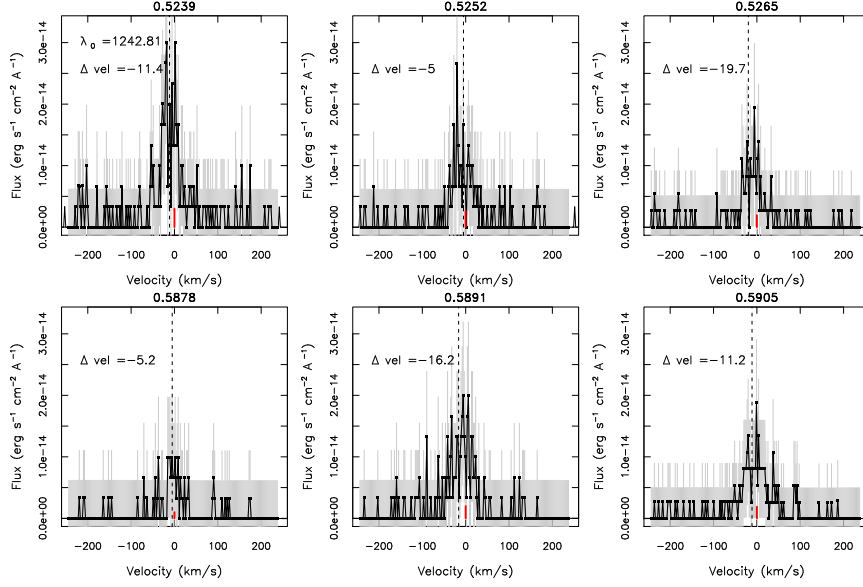 0.5239
0.5252
0.5265
λ₀ =1242.81
Δ vel =−11.4
Δ vel =−5
Δ vel =−19.7
Flux (erg s⁻¹ cm⁻² A⁻¹)
0.0e+00 1.0e−14 2.0e−14 3.0e−14
Flux (erg s⁻¹ cm⁻² A⁻¹)
0.0e+00 1.0e−14 2.0e−14 3.0e−14
Flux (erg s⁻¹ cm⁻² A⁻¹)
0.0e+00 1.0e−14 2.0e−14 3.0e−14
−200 −100 0 100 200
−200 −100 0 100 200
−200 −100 0 100 200
Velocity (km/s)
Velocity (km/s)
Velocity (km/s)
0.5878
0.5891
0.5905
Δ vel =−5.2
Δ vel =−16.2
Δ vel =−11.2
Flux (erg s⁻¹ cm⁻² A⁻¹)
0.0e+00 1.0e−14 2.0e−14 3.0e−14
Flux (erg s⁻¹ cm⁻² A⁻¹)
0.0e+00 1.0e−14 2.0e−14 3.0e−14
Flux (erg s⁻¹ cm⁻² A⁻¹)
0.0e+00 1.0e−14 2.0e−14 3.0e−14
−200 −100 0 100 200
−200 −100 0 100 200
−200 −100 0 100 200
Velocity (km/s)
Velocity (km/s)
Velocity (km/s)